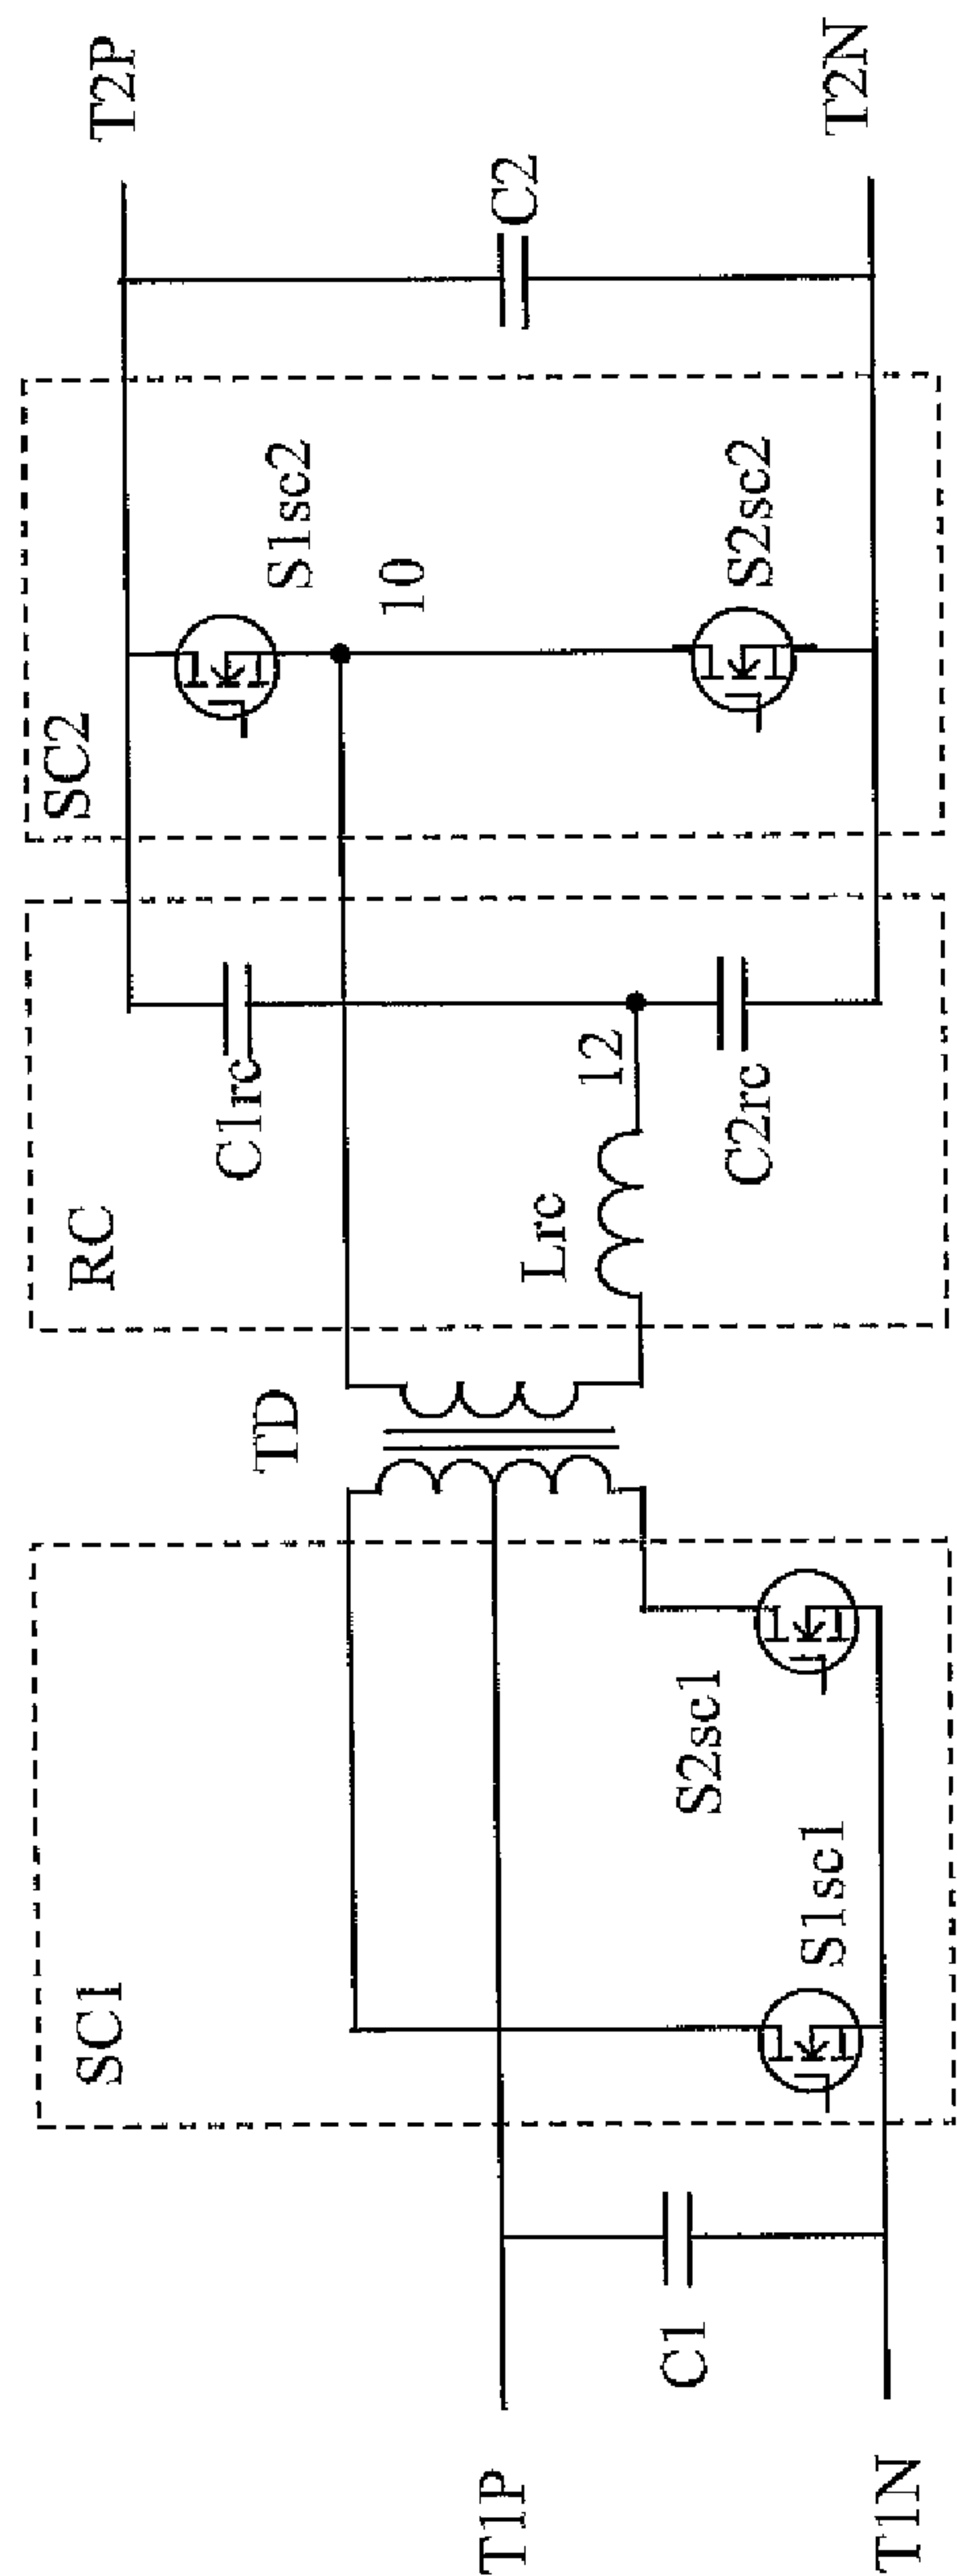 T1P
T1N
C1
SC1
S1sc1
S2sc1
TD
RC
Lrc
C1rc
12
C2rc
SC2
S1sc2
10
S2sc2
C2
T2P
T2N